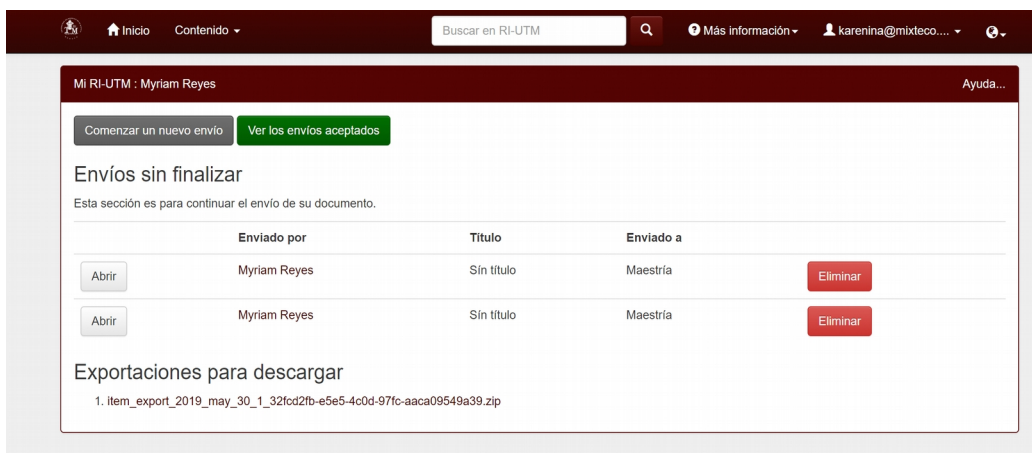 Inicio Contenido Buscar en RI-UTM Más información karenina@mixteco....
Mi RI-UTM : Myriam Reyes Ayuda...
Comenzar un nuevo envío Ver los envíos aceptados
Envíos sin finalizar
Esta sección es para continuar el envío de su documento.
Enviado por Título Enviado a
Abrir Myriam Reyes Sín título Maestría Eliminar
Abrir Myriam Reyes Sín título Maestría Eliminar
Exportaciones para descargar
1. item_export_2019_may_30_1_32fcd2fb-e5e5-4c0d-97fc-aaca09549a39.zip